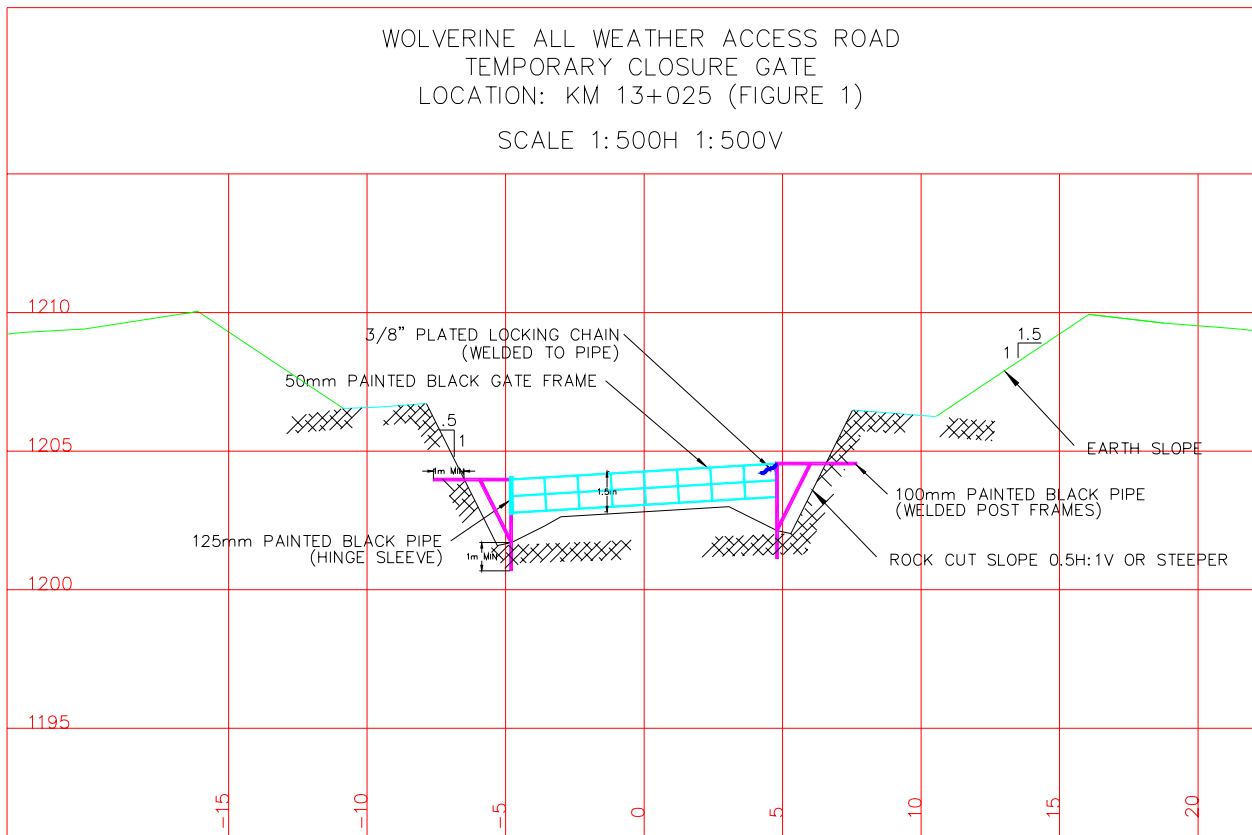 WOLVERINE ALL WEATHER ACCESS ROAD
TEMPORARY CLOSURE GATE
LOCATION: KM 13+025 (FIGURE 1)
SCALE 1:500H 1:500V
1210
3/8" PLATED LOCKING CHAIN
(WELDED TO PIPE)
1.5
1
50mm PAINTED BLACK GATE FRAME
.5
1
1205
EARTH SLOPE
1m MIN
1.5m
100mm PAINTED BLACK PIPE
(WELDED POST FRAMES)
125mm PAINTED BLACK PIPE
(HINGE SLEEVE)
1m MIN
ROCK CUT SLOPE 0.5H:1V OR STEEPER
1200
1195
-15
-10
-5
0
5
10
15
20